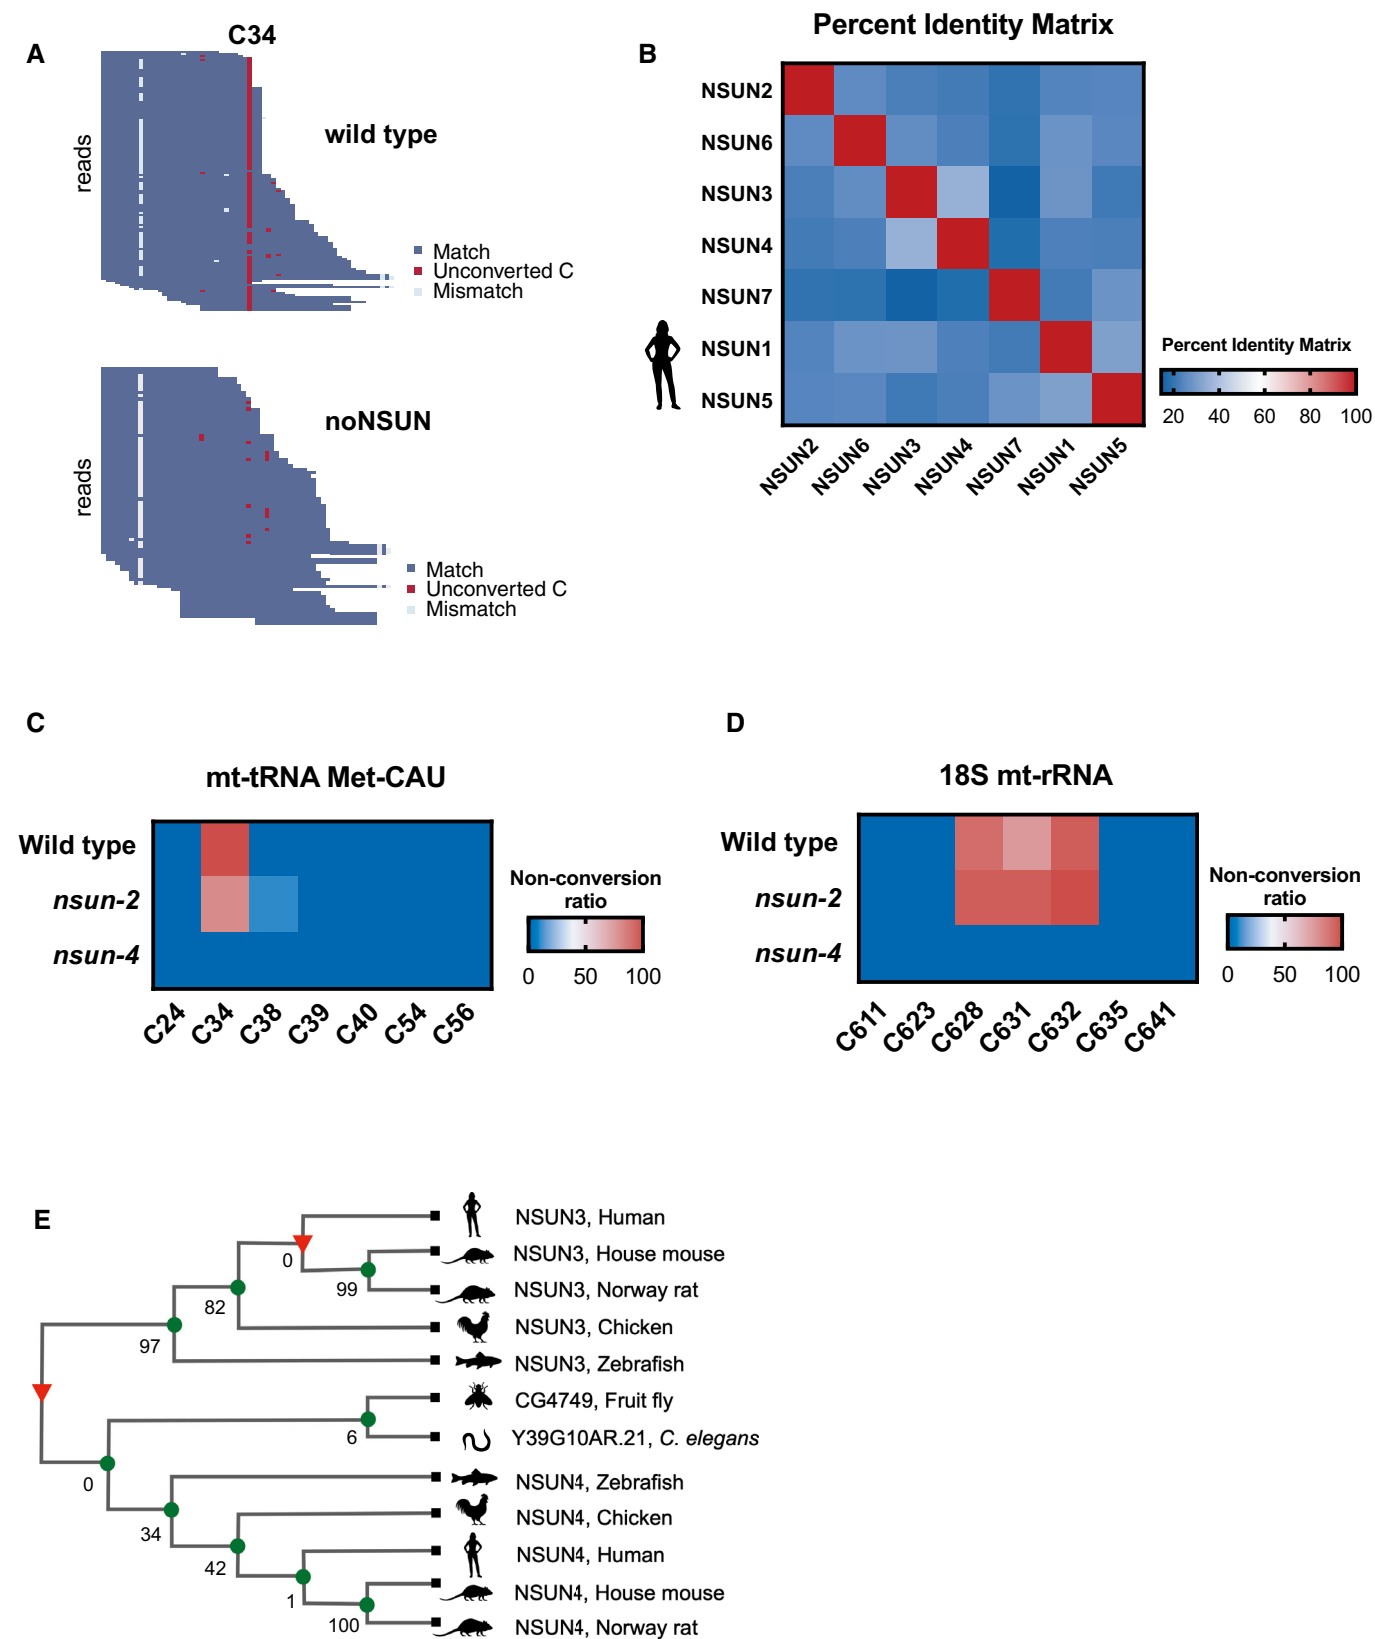 A
C34
reads
wild type
Match
Unconverted C
Mismatch
reads
noNSUN
Match
Unconverted C
Mismatch
B
Percent Identity Matrix
NSUN2
NSUN6
NSUN3
NSUN4
NSUN7
NSUN1
NSUN5
NSUN2 NSUN6 NSUN3 NSUN4 NSUN7 NSUN1 NSUN5
Percent Identity Matrix
20 40 60 80 100
C
mt-tRNA Met-CAU
Wild type
nsun-2
nsun-4
C24 C34 C38 C39 C40 C54 C56
Non-conversion
ratio
0 50 100
D
18S mt-rRNA
Wild type
nsun-2
nsun-4
C611 C623 C628 C631 C632 C635 C641
Non-conversion
ratio
0 50 100
E
NSUN3, Human
0
NSUN3, House mouse
99
NSUN3, Norway rat
82
NSUN3, Chicken
97
NSUN3, Zebrafish
CG4749, Fruit fly
6
Y39G10AR.21, C. elegans
0
NSUN4, Zebrafish
34
NSUN4, Chicken
42
NSUN4, Human
1
NSUN4, House mouse
100
NSUN4, Norway rat